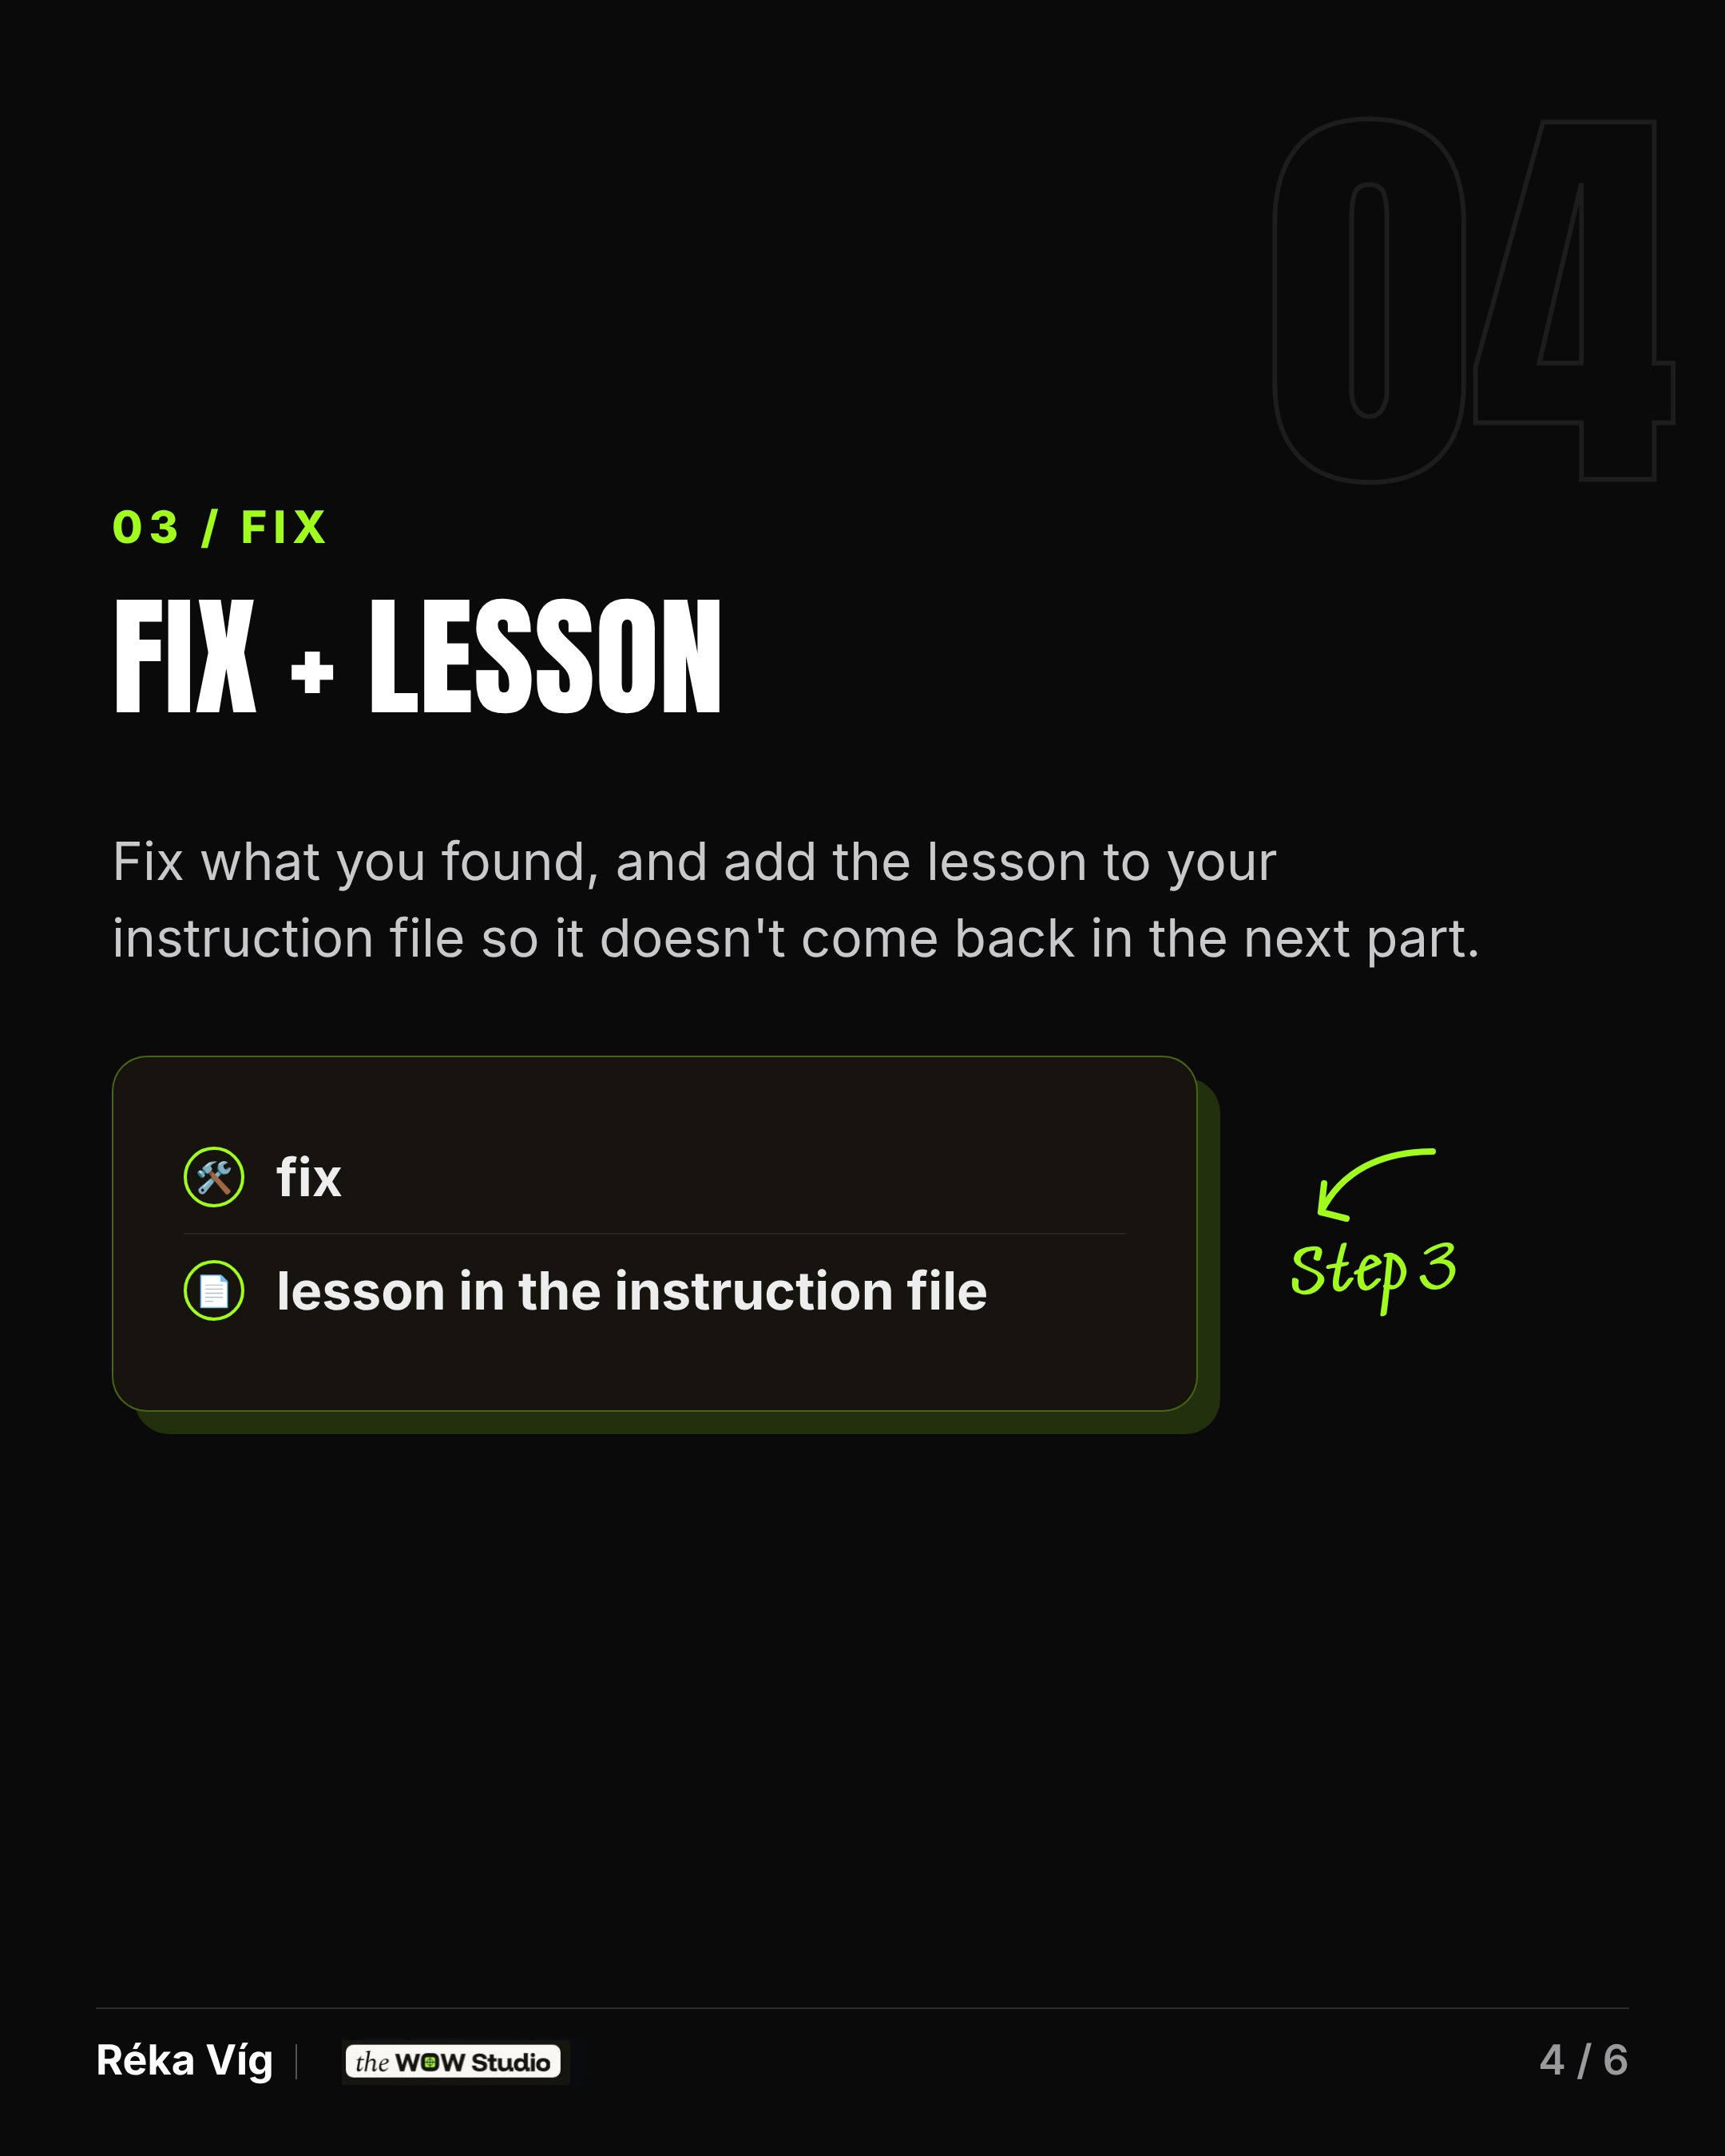 04
03 / FIX
FIX + LESSON
Fix what you found, and add the lesson to your
instruction file so it doesn't come back in the next part.
fix
lesson in the instruction file
Step 3
Réka Víg
the WOW Studio
4 / 6